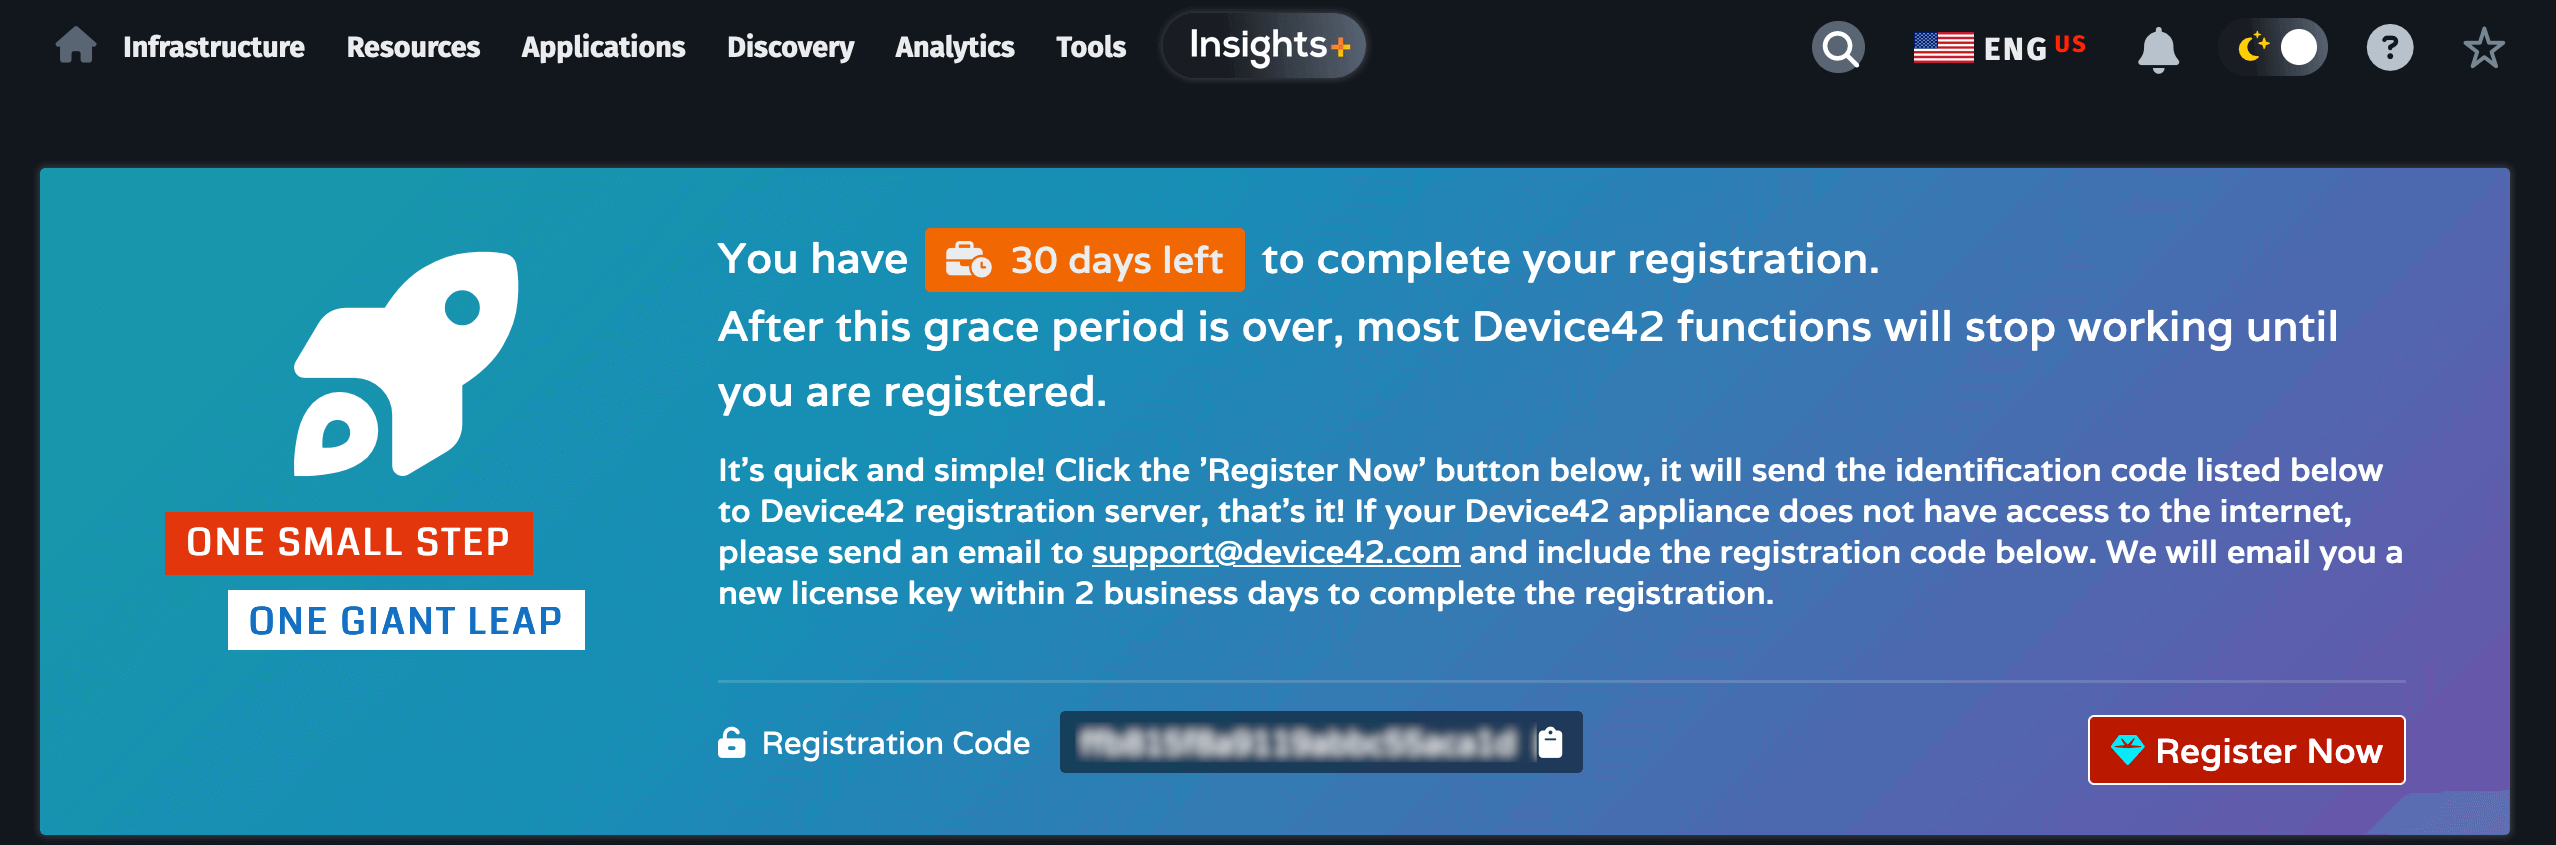 Infrastructure Resources Applications Discovery Analytics Tools Insights+ ENG US ?
You have 30 days left to complete your registration.
After this grace period is over, most Device42 functions will stop working until
you are registered.
It's quick and simple! Click the 'Register Now' button below, it will send the identification code listed below
to Device42 registration server, that's it! If your Device42 appliance does not have access to the internet,
please send an email to support@device42.com and include the registration code below. We will email you a
new license key within 2 business days to complete the registration.
ONE SMALL STEP
ONE GIANT LEAP
Registration Code
Register Now